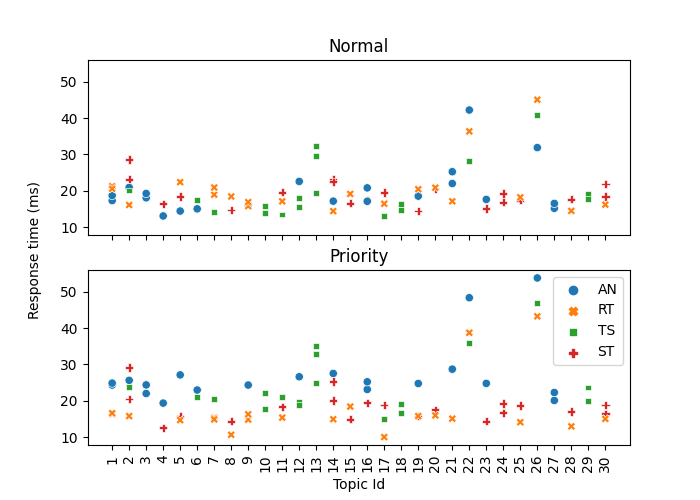 Normal
50
40
30
20
10
Response time (ms)
Priority
50
40
30
20
10
AN
RT
TS
ST
1 2 3 4 5 6 7 8 9 10 11 12 13 14 15 16 17 18 19 20 21 22 23 24 25 26 27 28 29 30
Topic Id